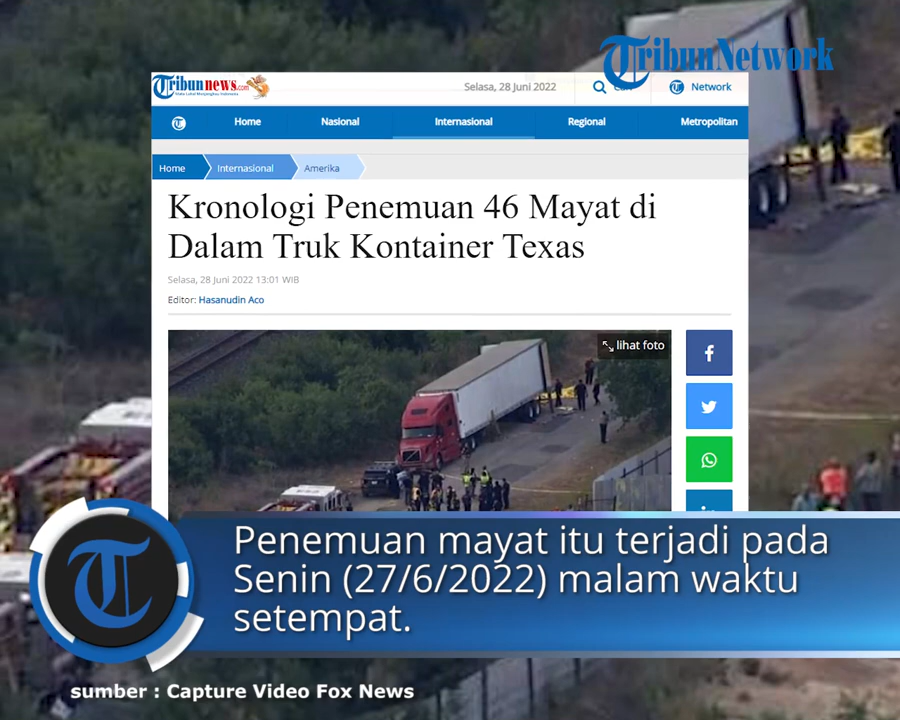 TribunNetwork
Tribunnews.com
Selasa, 28 Juni 2022
Network
Home
Nasional
Internasional
Regional
Metropolitan
Home
Internasional
Amerika
Kronologi Penemuan 46 Mayat di
Dalam Truk Kontainer Texas
Selasa, 28 Juni 2022 13:01 WIB
Editor: Hasanudin Aco
lihat foto
Penemuan mayat itu terjadi pada
Senin (27/6/2022) malam waktu
setempat.
sumber : Capture Video Fox News